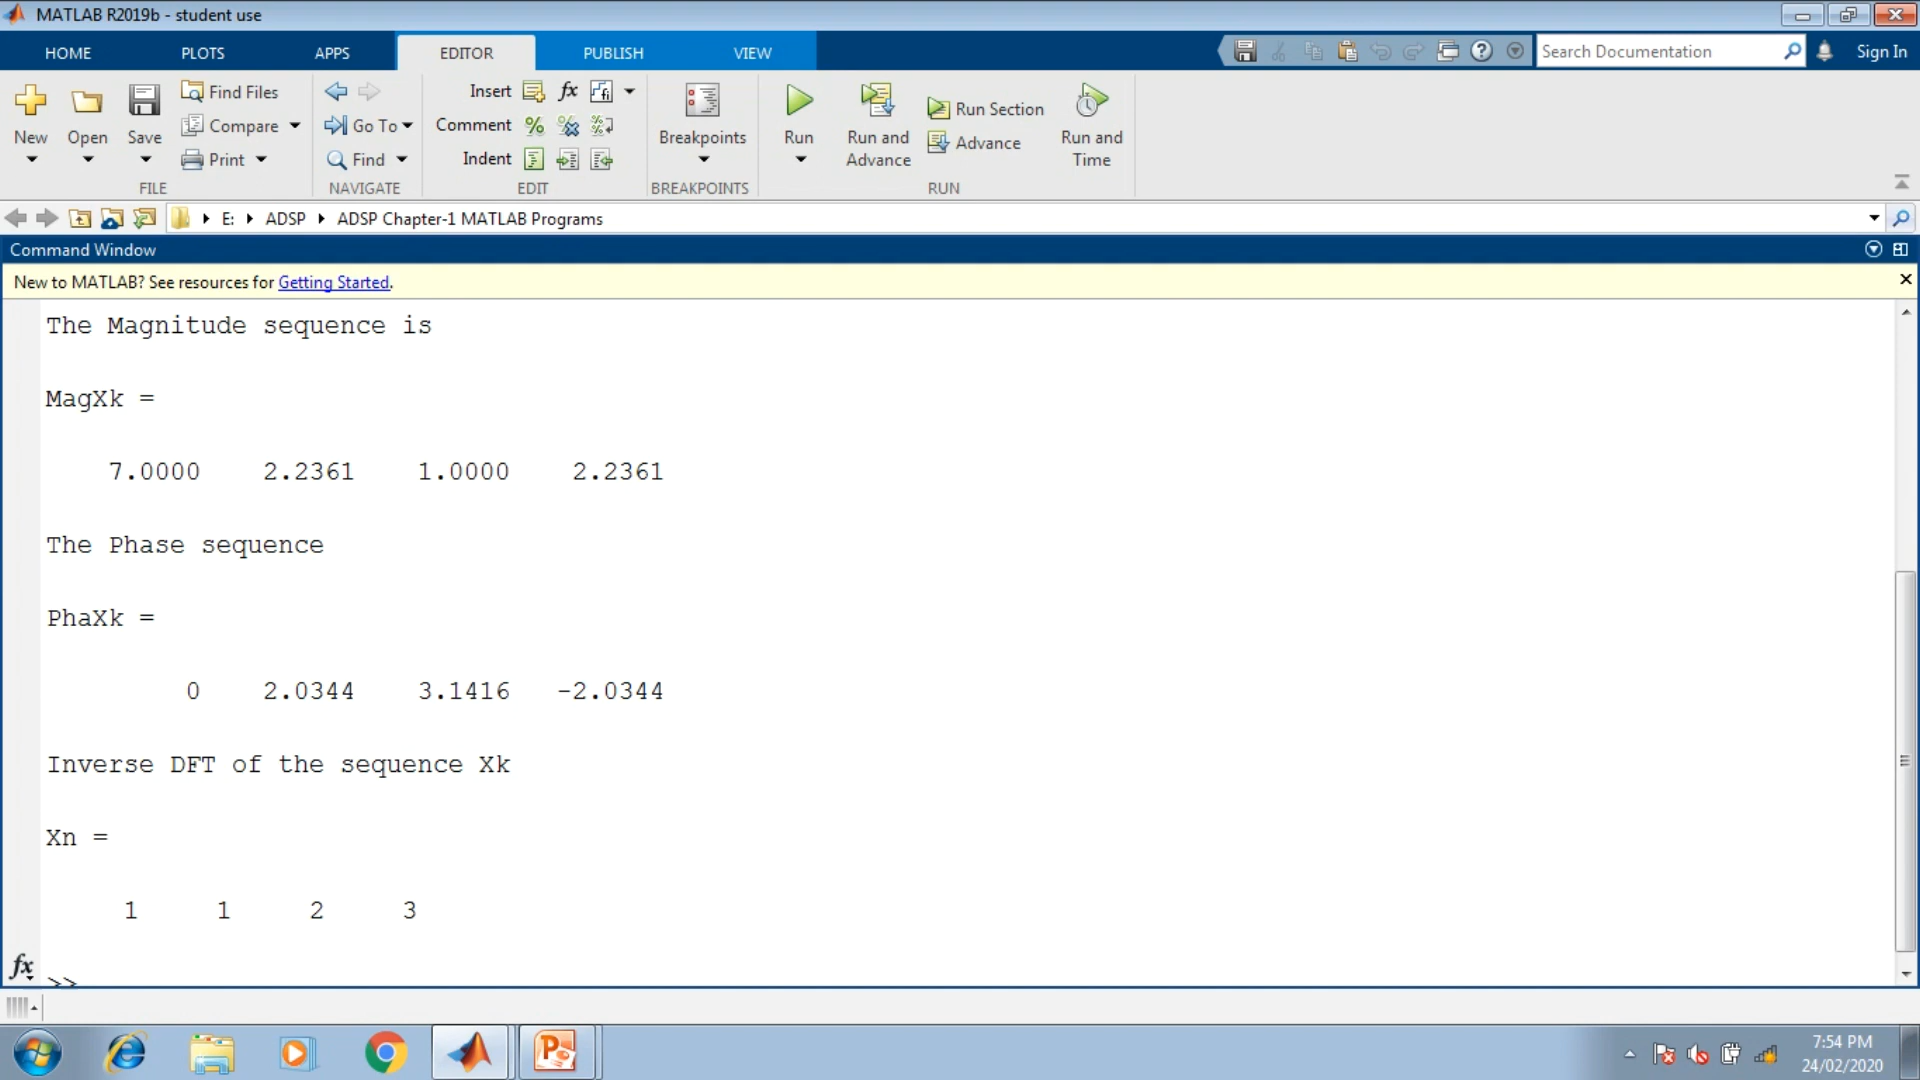 MATLAB R2019b - student use
HOME PLOTS APPS EDITOR PUBLISH VIEW Search Documentation Sign In
New Open Save Find Files Compare Print Go To Find Insert fx Comment Indent Breakpoints Run Run and Advance Run Section Advance Run and Time
FILE NAVIGATE EDIT BREAKPOINTS RUN
E: ADSP ADSP Chapter-1 MATLAB Programs
Command Window
New to MATLAB? See resources for Getting Started.
The Magnitude sequence is
MagXk =
7.0000 2.2361 1.0000 2.2361
The Phase sequence
PhaXk =
0 2.0344 3.1416 -2.0344
Inverse DFT of the sequence Xk
Xn =
1 1 2 3
fx >>
7:54 PM
24/02/2020